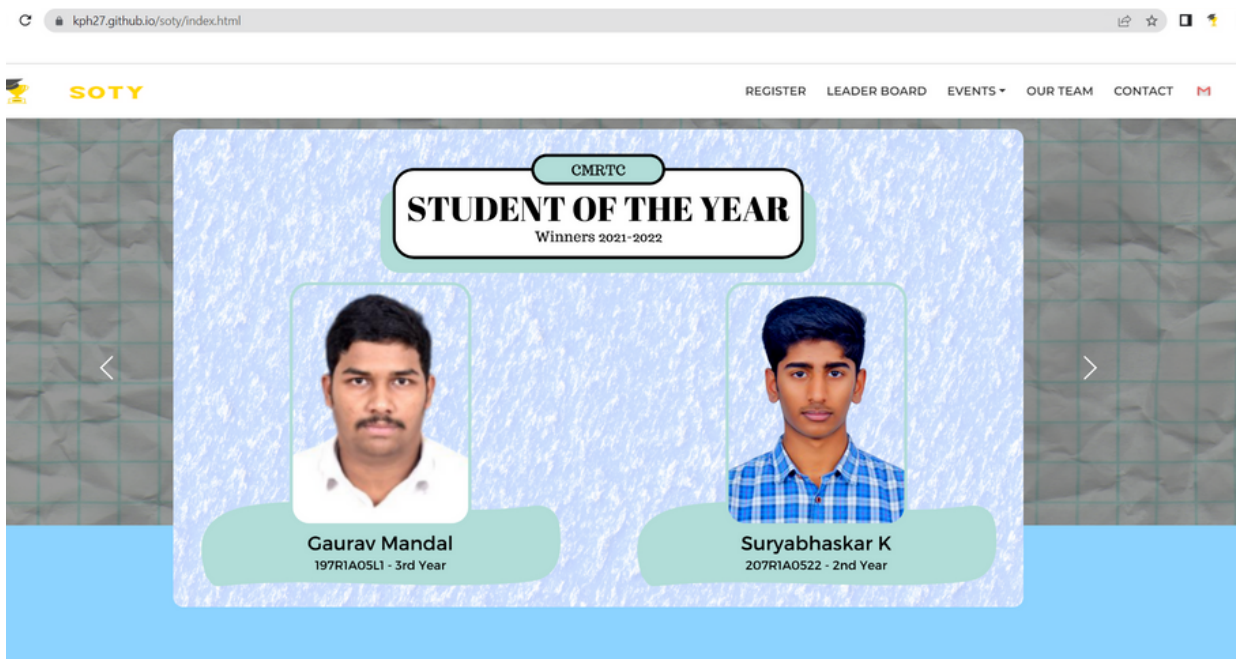 kph27.github.io/soty/index.html
SOTY
REGISTER LEADER BOARD EVENTS OUR TEAM CONTACT
CMRTC
STUDENT OF THE YEAR
Winners 2021-2022
Gaurav Mandal
197R1A05L1 - 3rd Year
Suryabhaskar K
207R1A0522 - 2nd Year